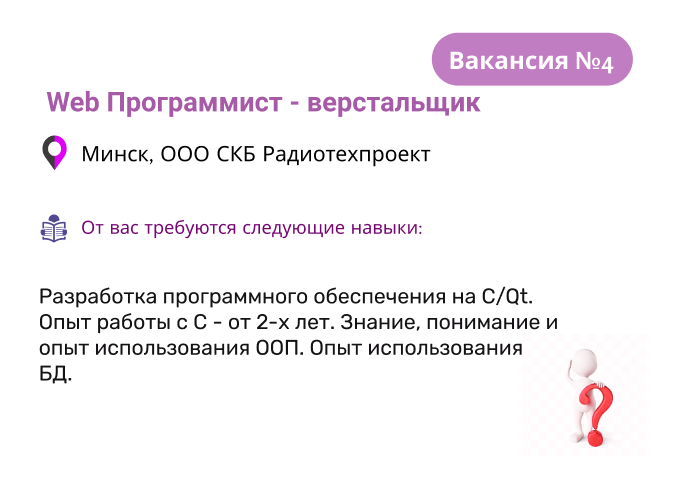 Вакансия №4
Web Программист - верстальщик
Минск, ООО СКБ Радиотехпроект
От вас требуются следующие навыки:
Разработка программного обеспечения на C/Qt.
Опыт работы с C - от 2-х лет. Знание, понимание и
опыт использования ООП. Опыт использования
БД.